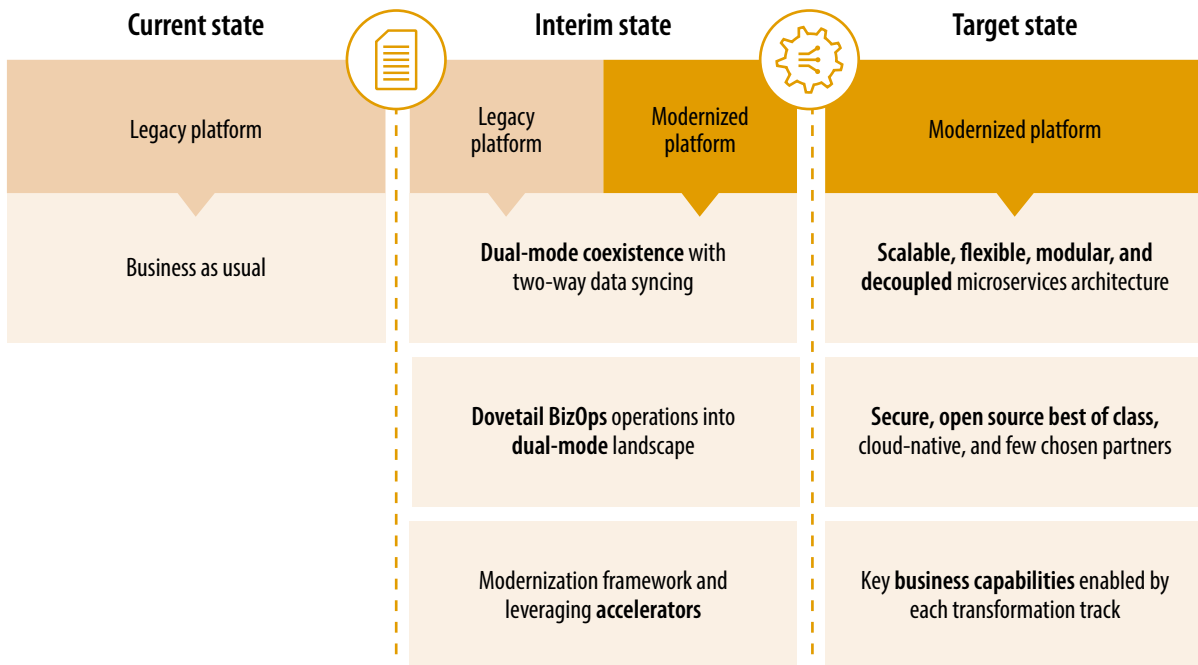 Current state
Interim state
Target state
Legacy platform
Legacy
platform
Modernized
platform
Modernized platform
Business as usual
Dual-mode coexistence with
two-way data syncing
Scalable, flexible, modular, and
decoupled microservices architecture
Dovetail BizOps operations into
dual-mode landscape
Secure, open source best of class,
cloud-native, and few chosen partners
Modernization framework and
leveraging accelerators
Key business capabilities enabled by
each transformation track